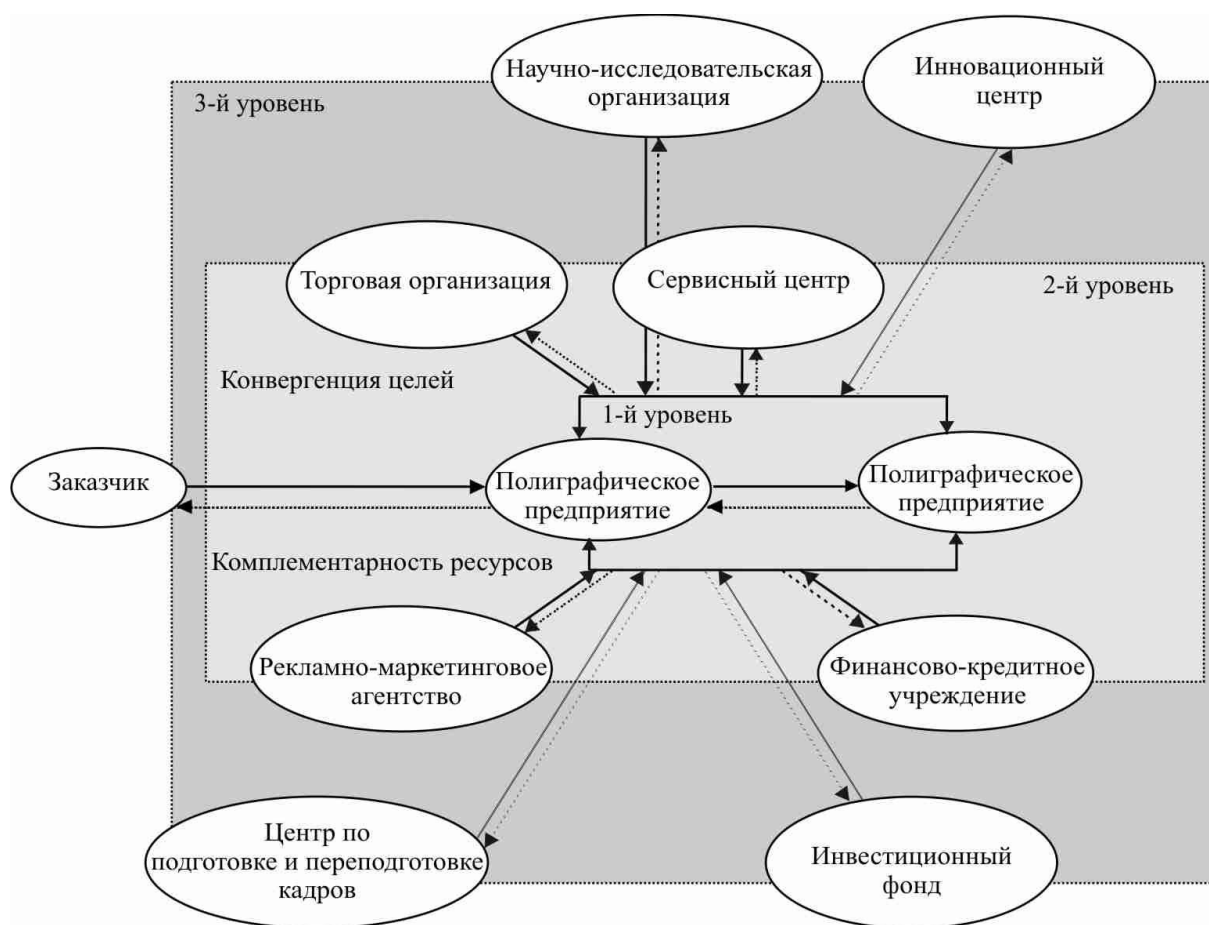 Научно-исследовательская
организация
Инновационный
центр
3-й уровень
Торговая организация
Сервисный центр
2-й уровень
Конвергенция целей
1-й уровень
Заказчик
Полиграфическое
предприятие
Полиграфическое
предприятие
Комплементарность ресурсов
Рекламно-маркетинговое
агентство
Финансово-кредитное
учреждение
Центр по
подготовке и переподготовке
кадров
Инвестиционный
фонд